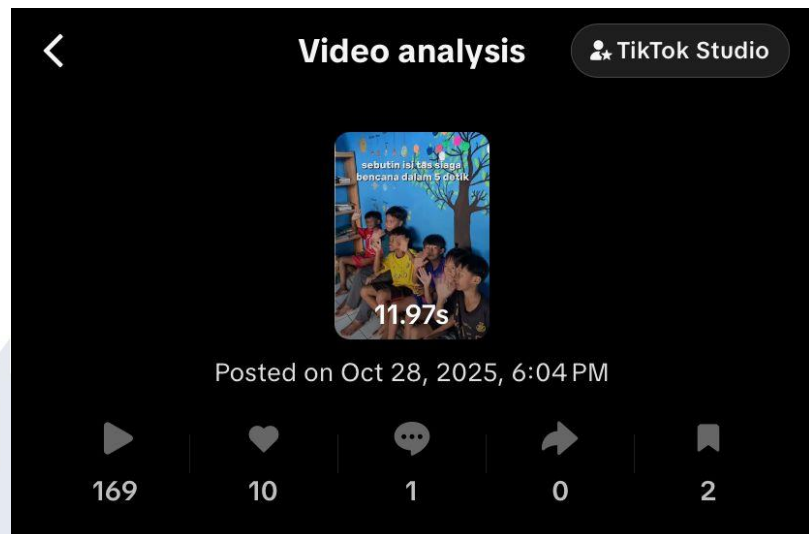 Video analysis
TikTok Studio
sebutin isi tas siaga
bencana dalam 5 detik
11.97s
Posted on Oct 28, 2025, 6:04 PM
169
10
1
0
2